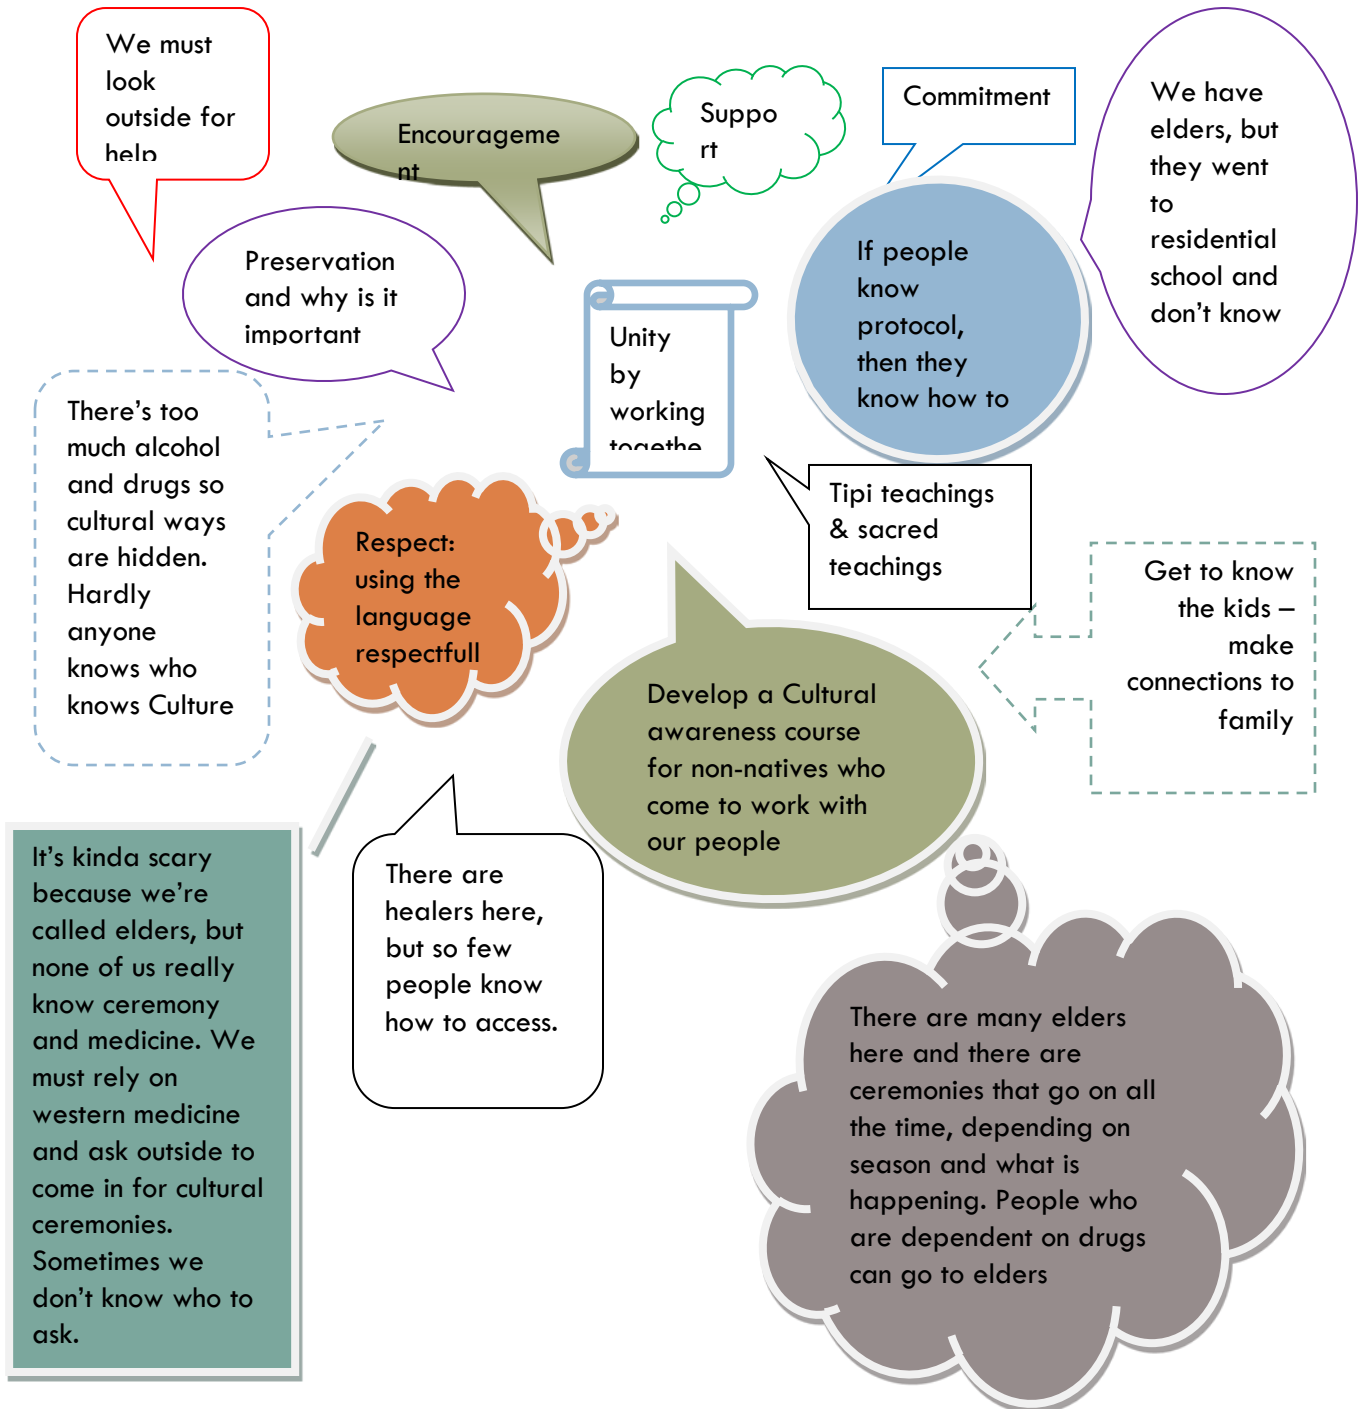 We must
look
outside for
help
Encourageme
nt
Suppo
rt
Commitment
We have
elders, but
they went
to
residential
school and
don't know
Preservation
and why is it
important
If people
know
protocol,
then they
know how to
Unity
by
working
togethe
There's too
much alcohol
and drugs so
cultural ways
are hidden.
Hardly
anyone
knows who
knows Culture
Respect:
using the
language
respectfull
Tipi teachings
& sacred
teachings
Get to know
the kids –
make
connections to
family
Develop a Cultural
awareness course
for non-natives who
come to work with
our people
It's kinda scary
because we're
called elders, but
none of us really
know ceremony
and medicine. We
must rely on
western medicine
and ask outside to
come in for cultural
ceremonies.
Sometimes we
don't know who to
ask.
There are
healers here,
but so few
people know
how to access.
There are many elders
here and there are
ceremonies that go on all
the time, depending on
season and what is
happening. People who
are dependent on drugs
can go to elders